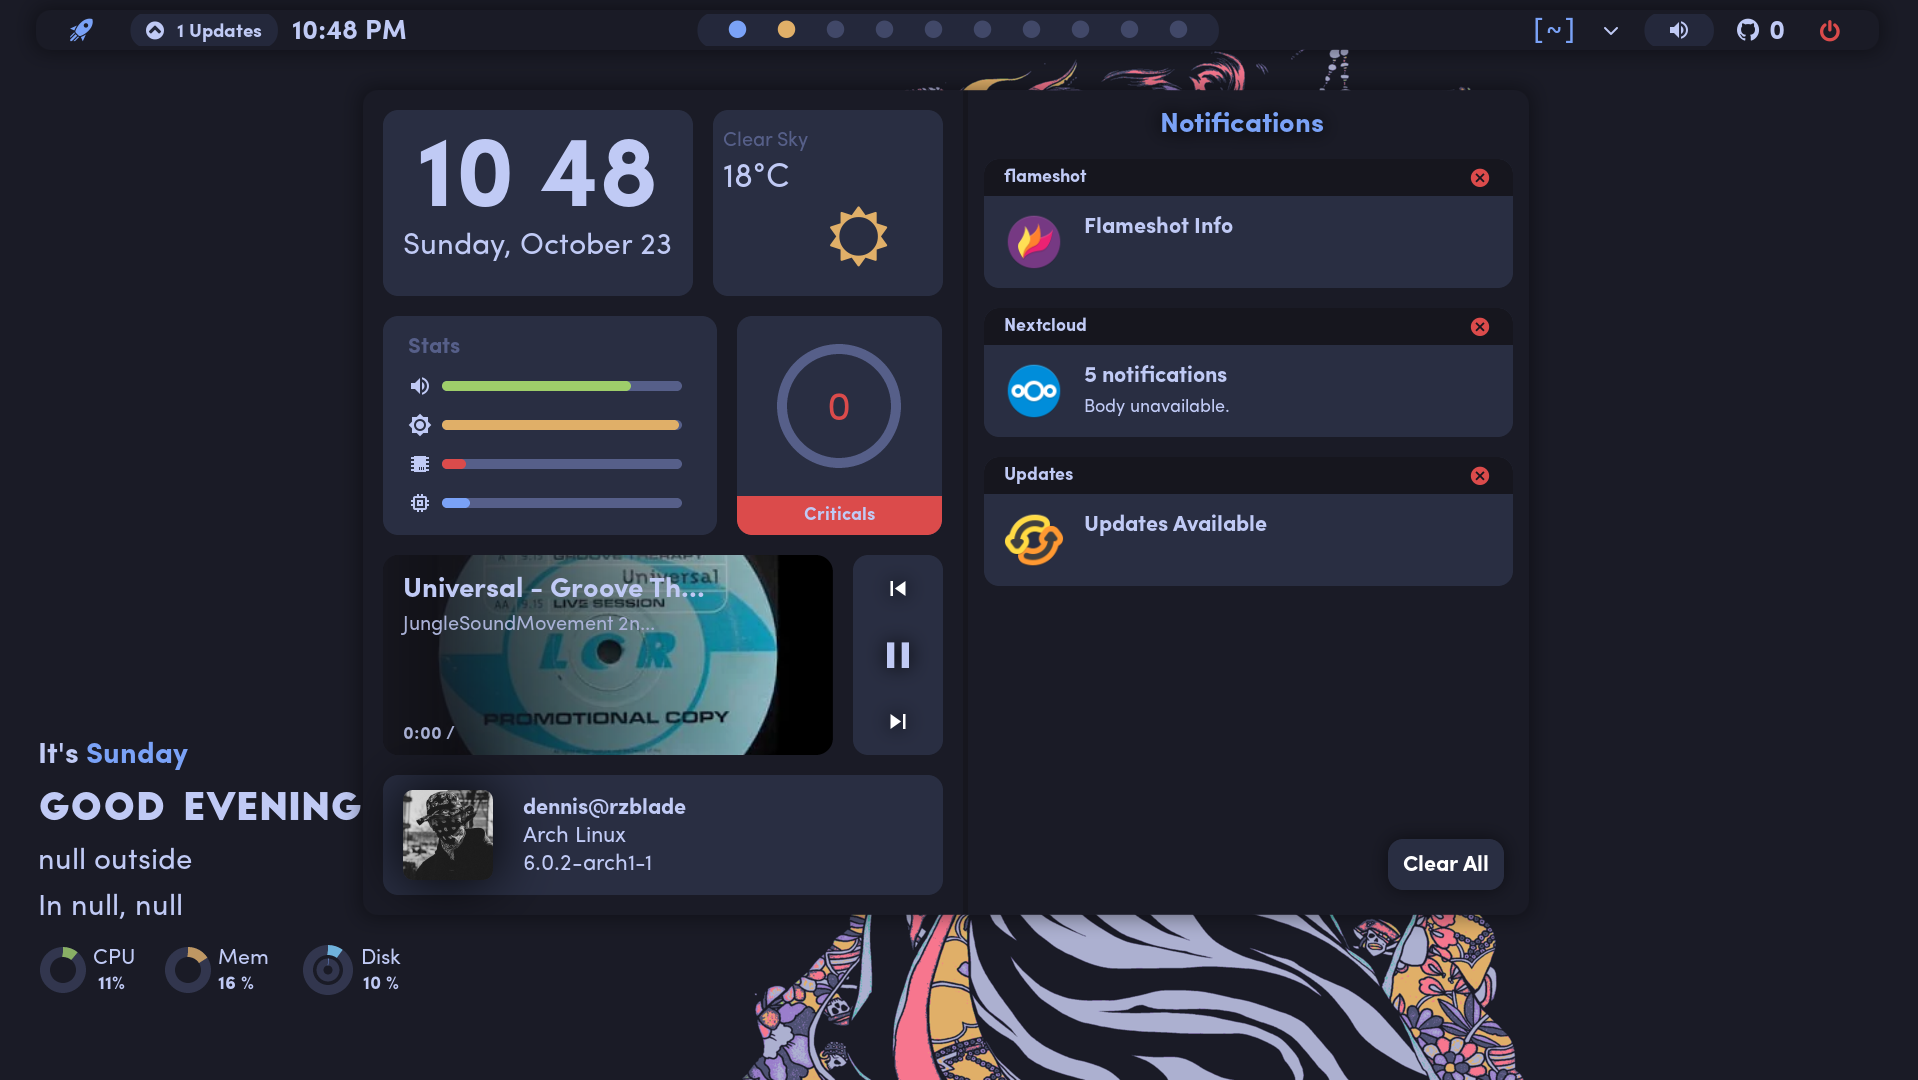 1 Updates
10:48 PM
[~]
0
10 48
Sunday, October 23
Clear Sky
18°C
Stats
0
Criticals
Universal - Groove Th...
JungleSoundMovement 2n...
0:00 /
GROOVE THERAPY
Universal
LIVE SESSION
LCR
PROMOTIONAL COPY
dennis@rzblade
Arch Linux
6.0.2-arch1-1
Notifications
flameshot
Flameshot Info
Nextcloud
5 notifications
Body unavailable.
Updates
Updates Available
Clear All
It's Sunday
GOOD EVENING
null outside
In null, null
CPU
11%
Mem
16 %
Disk
10 %